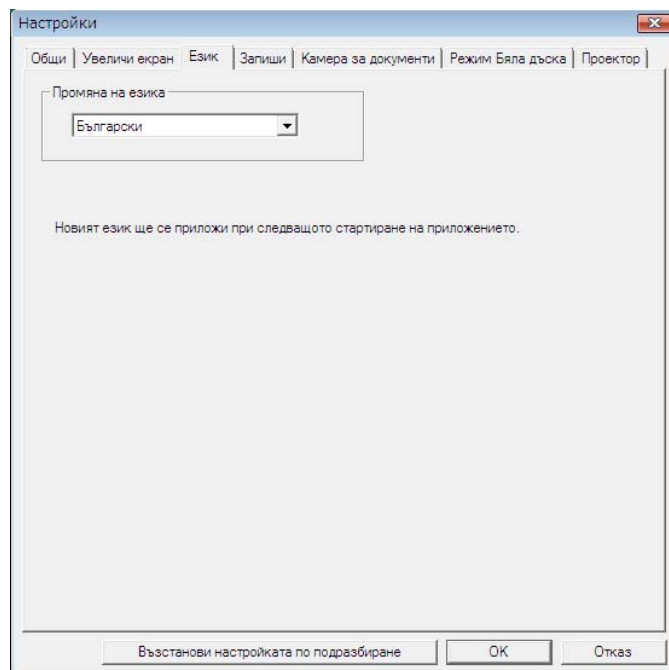 Настройки
Общи Увеличи екран Език Запиши Камера за документи Режим Бяла дъска Проектор
Промяна на езика
Български
Новият език ще се приложи при следващото стартиране на приложението.
Възстанови настройката по подразбиране OK Отказ